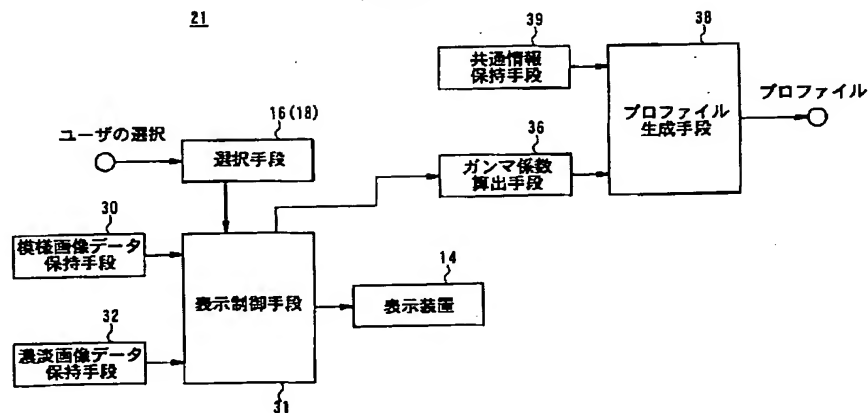 21
39
38
共通情報
保持手段
プロファイル
生成手段
プロファイル
16(18)
ユーザの選択
選択手段
36
ガンマ係数
算出手段
30
模様画像データ
保持手段
表示制御手段
14
表示装置
32
濃淡画像データ
保持手段
31